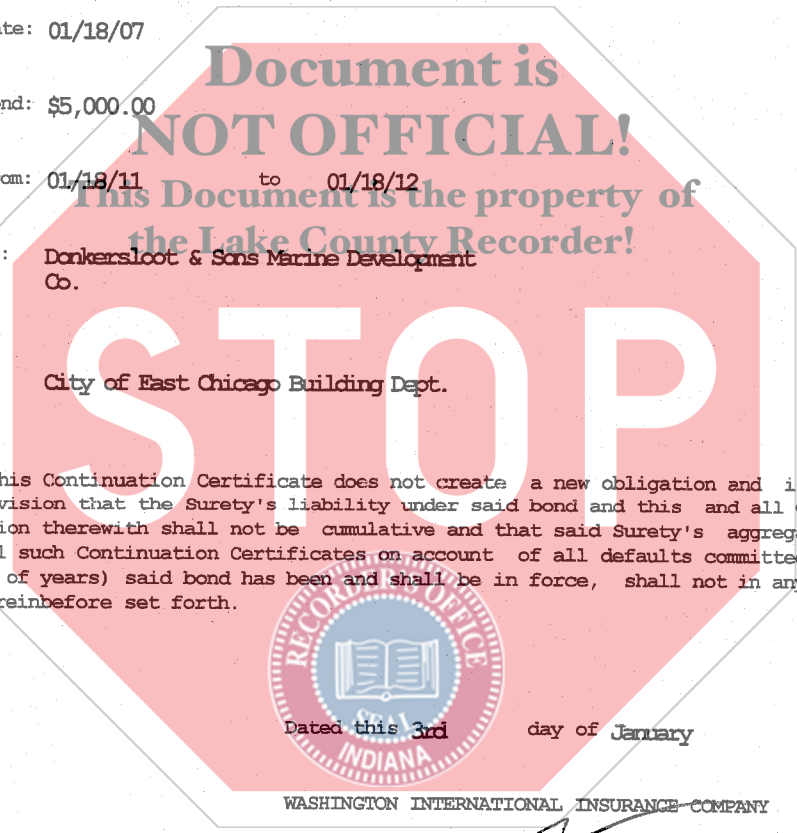 te: 01/18/07
Document is
nd: $5,000.00
NOT OFFICIAL!
om: 01/18/11 to 01/18/12
This Document is the property of
the Lake County Recorder!
: Donkersloot & Sons Marine Development
Co.
STOP
City of East Chicago Building Dept.
his Continuation Certificate does not create a new obligation and i
vision that the Surety's liability under said bond and this and all
ion therewith shall not be cumulative and that said Surety's aggreg
l such Continuation Certificates on account of all defaults committe
of years) said bond has been and shall be in force, shall not in any
reinbefore set forth.
RECORDER'S OFFICE
SEAL
INDIANA
Dated this 3rd day of January
WASHINGTON INTERNATIONAL INSURANCE COMPANY